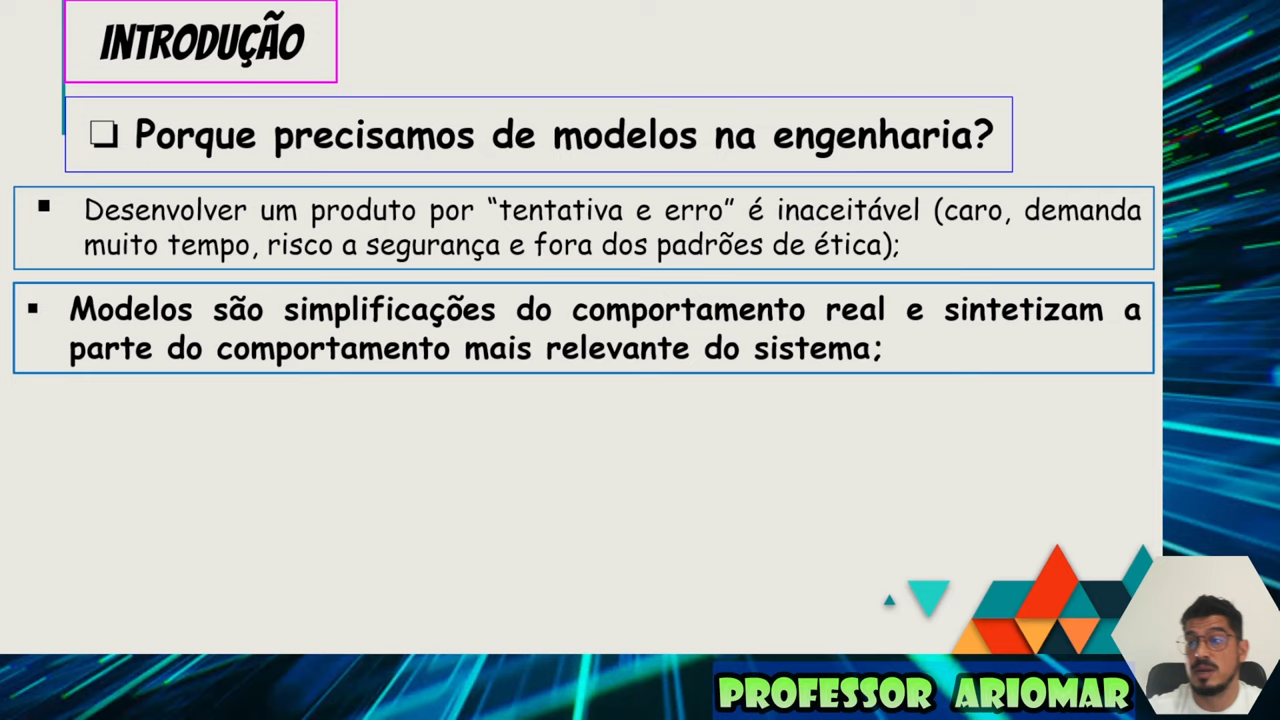 INTRODUÇÃO
❏ Porque precisamos de modelos na engenharia?
▪ Desenvolver um produto por “tentativa e erro” é inaceitável (caro, demanda
muito tempo, risco a segurança e fora dos padrões de ética);
▪ Modelos são simplificações do comportamento real e sintetizam a
parte do comportamento mais relevante do sistema;
PROFESSOR ARIOMAR